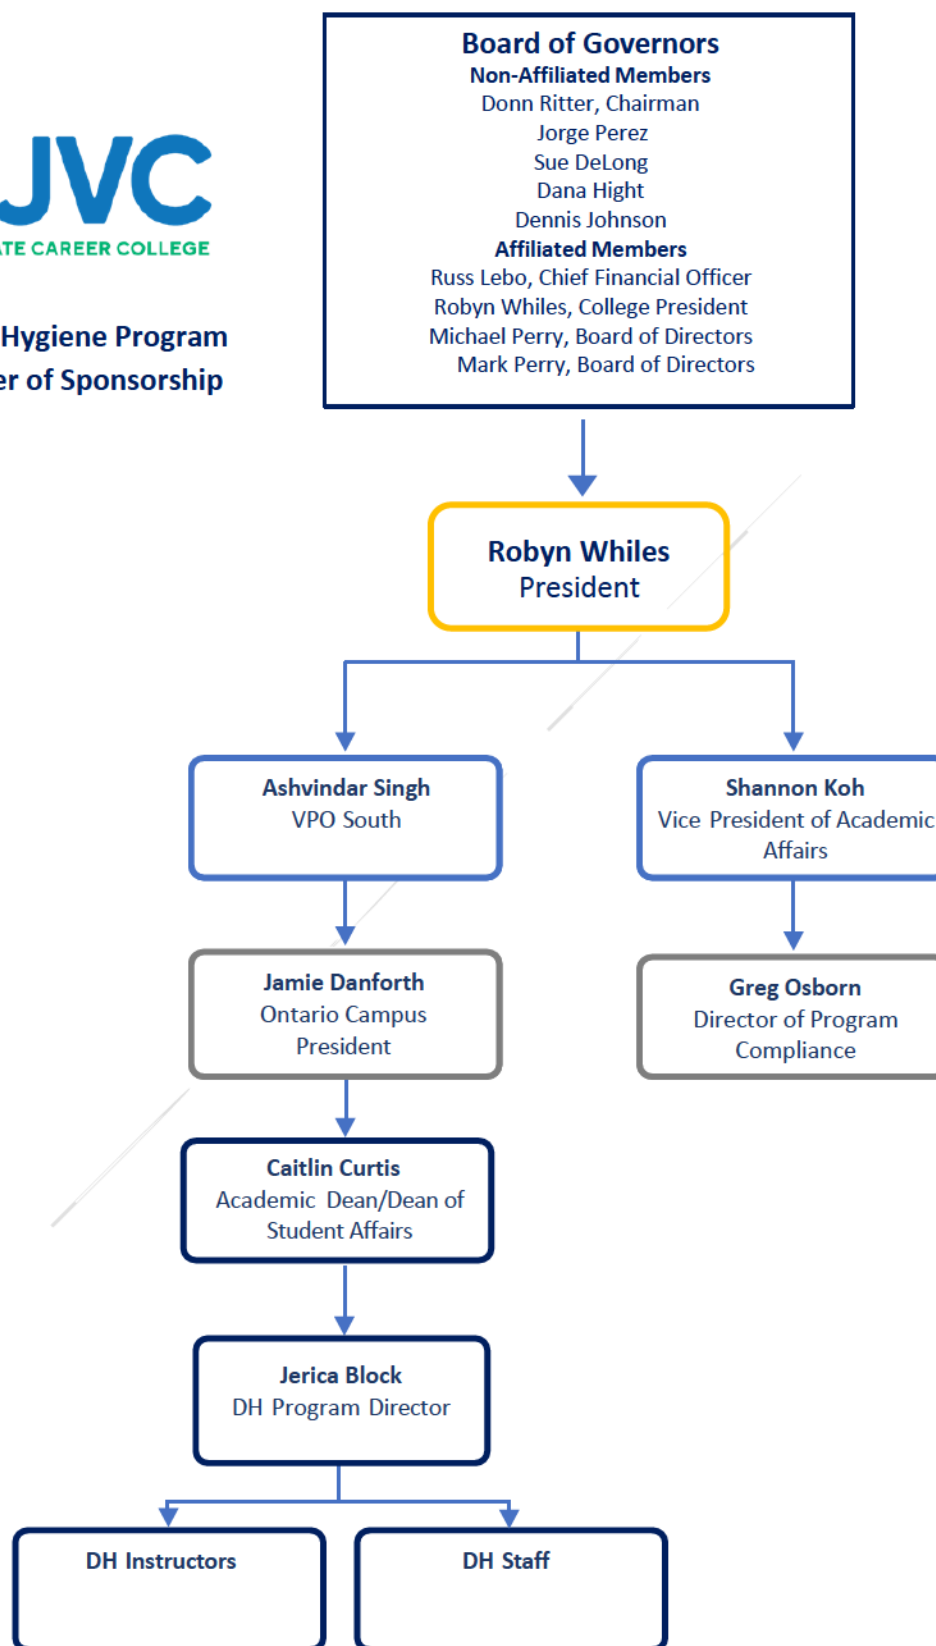 Board of Governors
Non-Affiliated Members
Donn Ritter, Chairman
Jorge Perez
Sue DeLong
Dana Hight
Dennis Johnson
Affiliated Members
Russ Lebo, Chief Financial Officer
Robyn Whiles, College President
Michael Perry, Board of Directors
Mark Perry, Board of Directors
JVC
ATE CAREER COLLEGE
Hygiene Program
er of Sponsorship
Robyn Whiles
President
Ashvindar Singh
VPO South
Shannon Koh
Vice President of Academic
Affairs
Jamie Danforth
Ontario Campus
President
Greg Osborn
Director of Program
Compliance
Caitlin Curtis
Academic Dean/Dean of
Student Affairs
Jerica Block
DH Program Director
DH Instructors
DH Staff